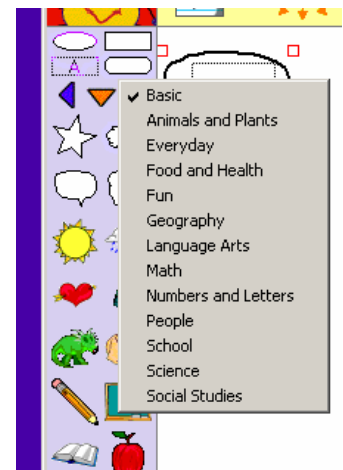 A
Basic
Animals and Plants
Everyday
Food and Health
Fun
Geography
Language Arts
Math
Numbers and Letters
People
School
Science
Social Studies